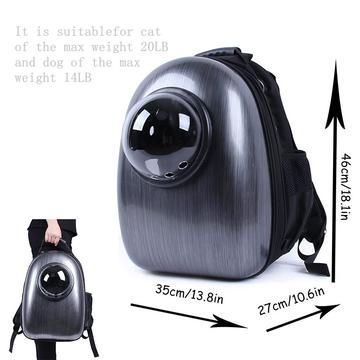 It is suitablefor cat
of the max weight 20LB
and dog of the max
weight 14LB
46cm/18.1in
35cm/13.8in
27cm/10.6in